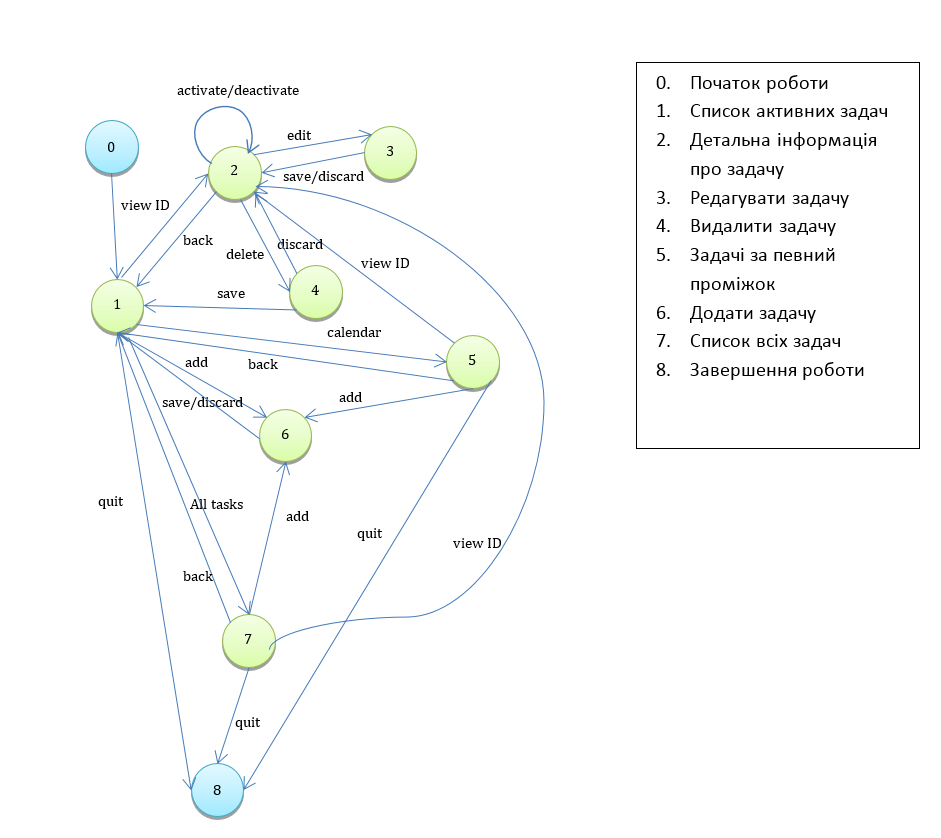 activate/deactivate
0
edit
3
2
save/discard
view ID
back
discard
delete
view ID
4
save
1
calendar
5
add
back
add
save/discard
6
quit
All tasks
add
quit
view ID
back
7
quit
8
0. Початок роботи
1. Список активних задач
2. Детальна інформація
про задачу
3. Редагувати задачу
4. Видалити задачу
5. Задачі за певний
проміжок
6. Додати задачу
7. Список всіх задач
8. Завершення роботи